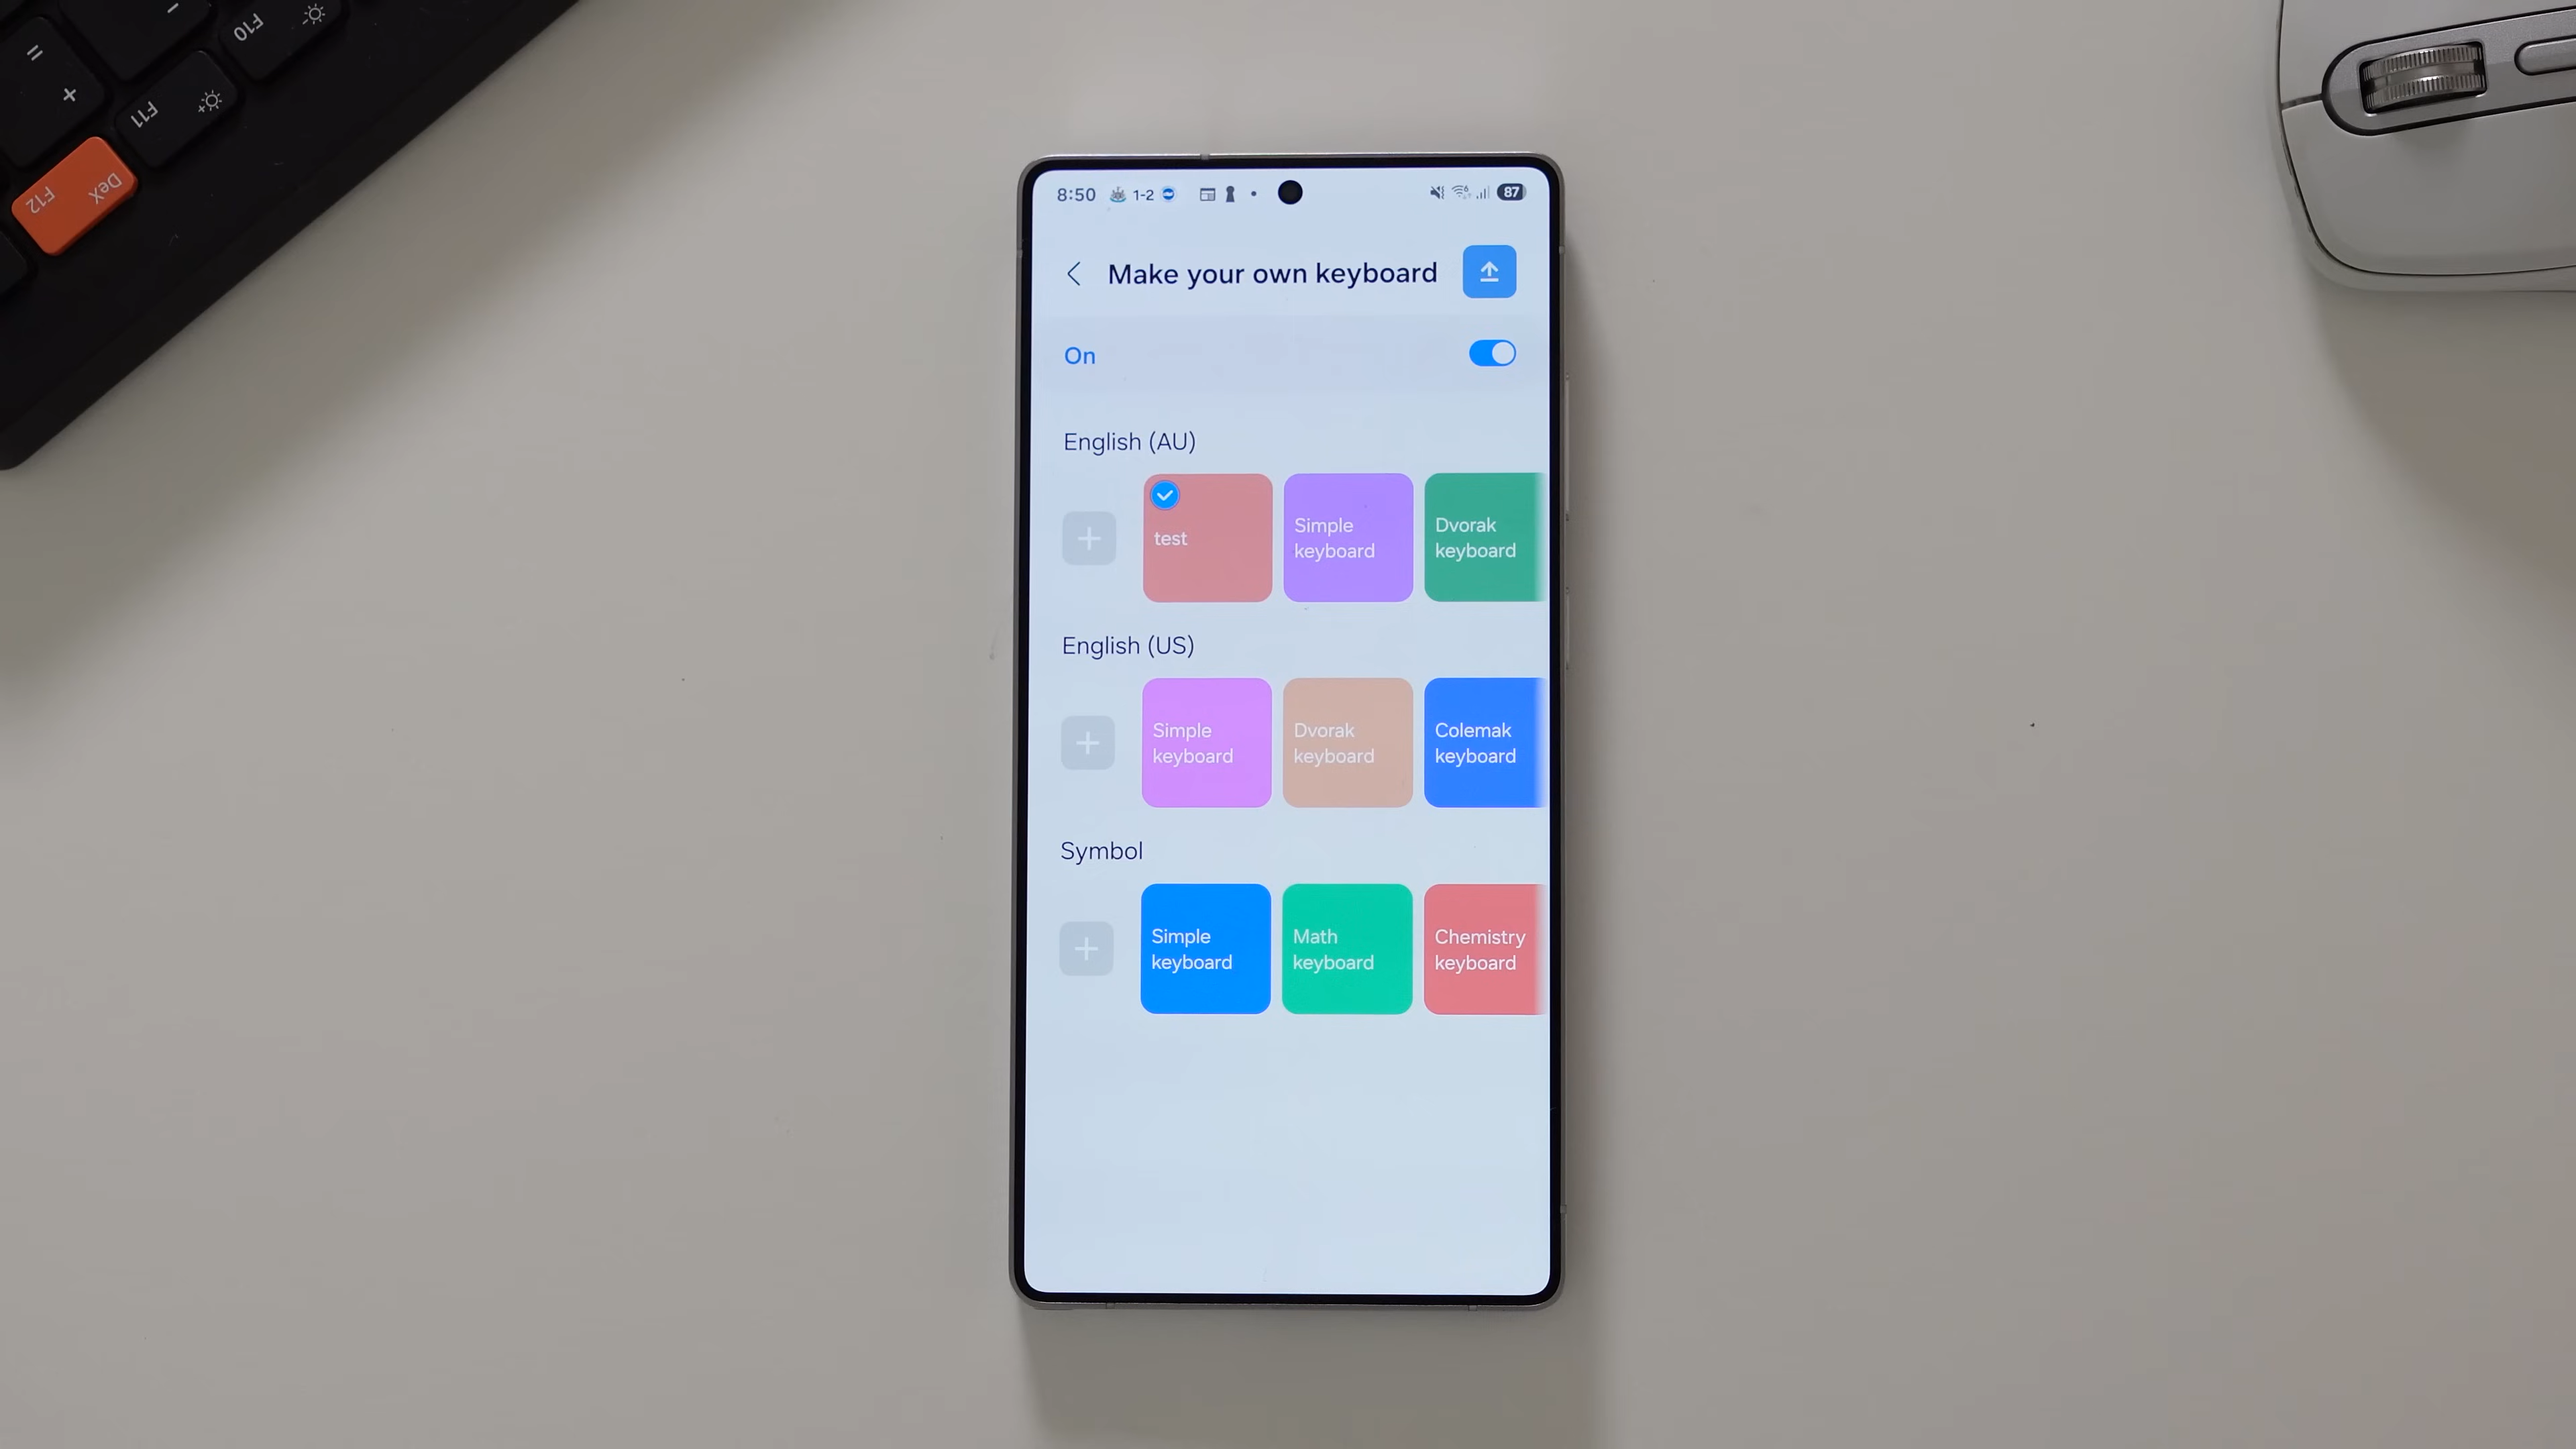 =
+
-
F10
F11
DeX
F12
8:50 1-2
87
Make your own keyboard
On
English (AU)
test
Simple
keyboard
Dvorak
keyboard
English (US)
Simple
keyboard
Dvorak
keyboard
Colemak
keyboard
Symbol
Simple
keyboard
Math
keyboard
Chemistry
keyboard